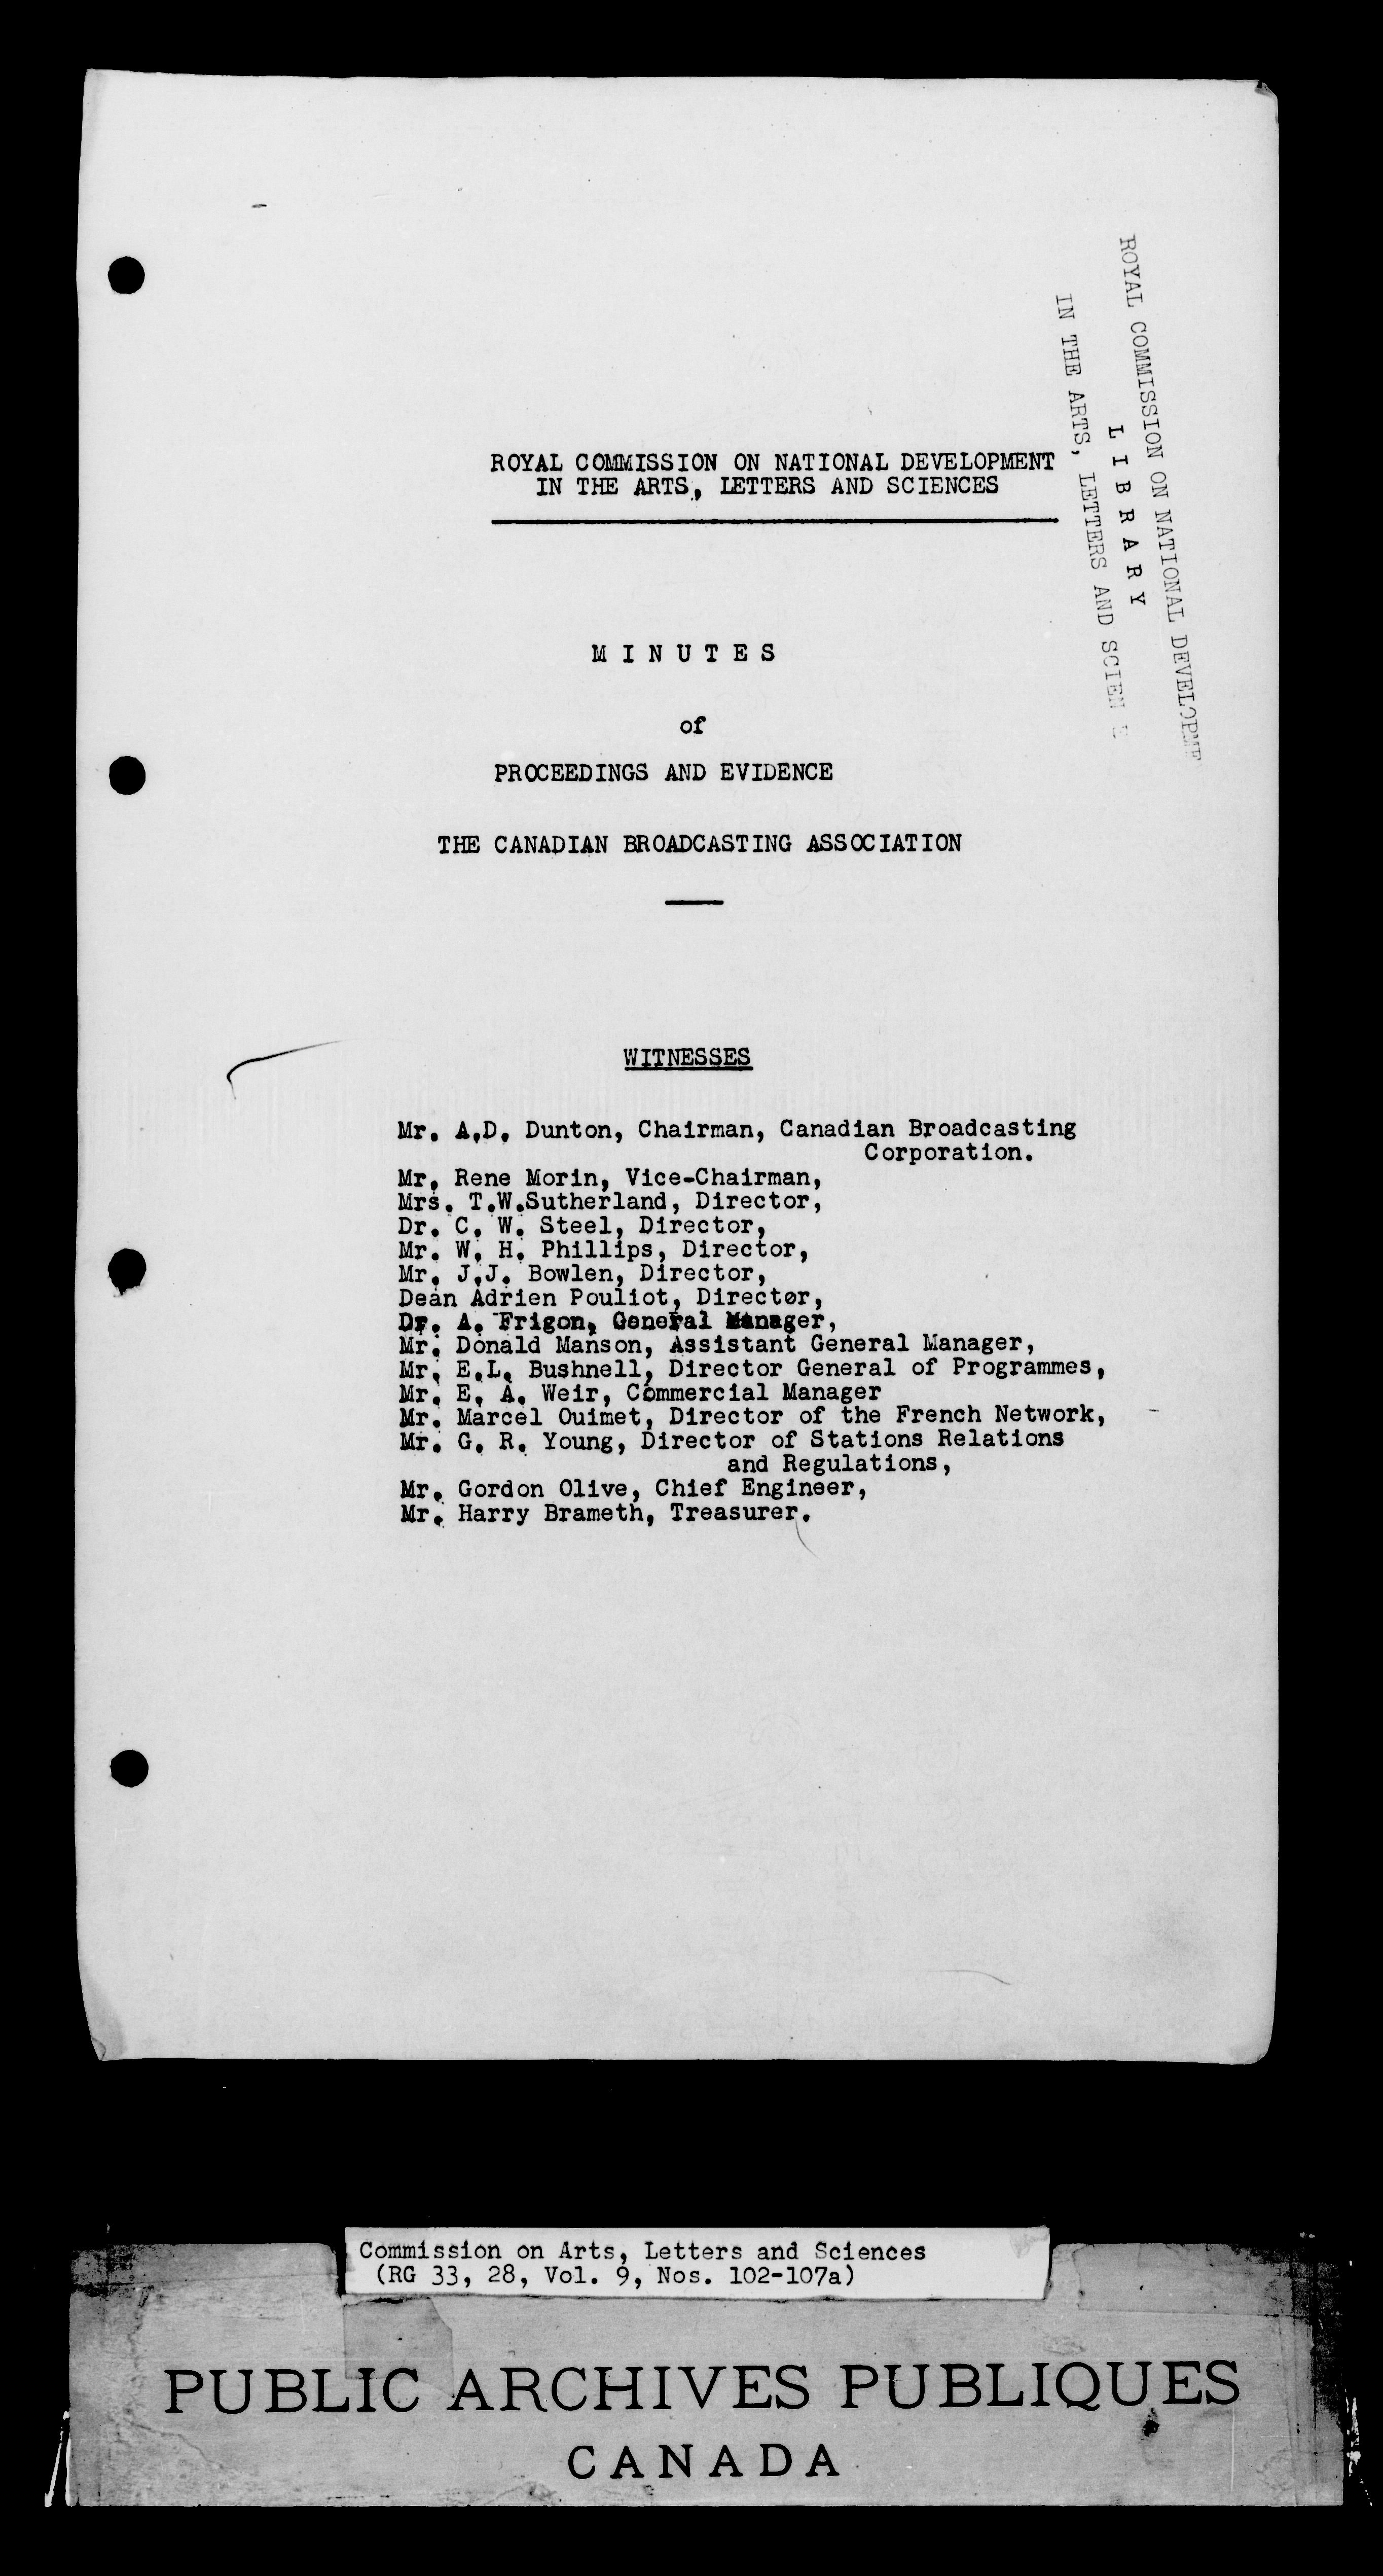 ROYAL COMMISSION ON NATIONAL DEVELOPME
L I B R A R Y
IN THE ARTS, LETTERS AND SCIEN E
ROYAL COMMISSION ON NATIONAL DEVELOPMENT
IN THE ARTS, LETTERS AND SCIENCES
M I N U T E S
of
PROCEEDINGS AND EVIDENCE
THE CANADIAN BROADCASTING ASSOCIATION
WITNESSES
Mr. A.D. Dunton, Chairman, Canadian Broadcasting
Corporation.
Mr. Rene Morin, Vice-Chairman,
Mrs. T.W.Sutherland, Director,
Dr. C. W. Steel, Director,
Mr. W. H. Phillips, Director,
Mr. J.J. Bowlen, Director,
Dean Adrien Pouliot, Director,
Dr. A. Frigon, General Manager,
Mr. Donald Manson, Assistant General Manager,
Mr. E.L. Bushnell, Director General of Programmes,
Mr. E. A. Weir, Commercial Manager
Mr. Marcel Ouimet, Director of the French Network,
Mr. G. R. Young, Director of Stations Relations
and Regulations,
Mr. Gordon Olive, Chief Engineer,
Mr. Harry Brameth, Treasurer.
Commission on Arts, Letters and Sciences
(RG 33, 28, Vol. 9, Nos. 102-107a)
PUBLIC ARCHIVES PUBLIQUES
CANADA